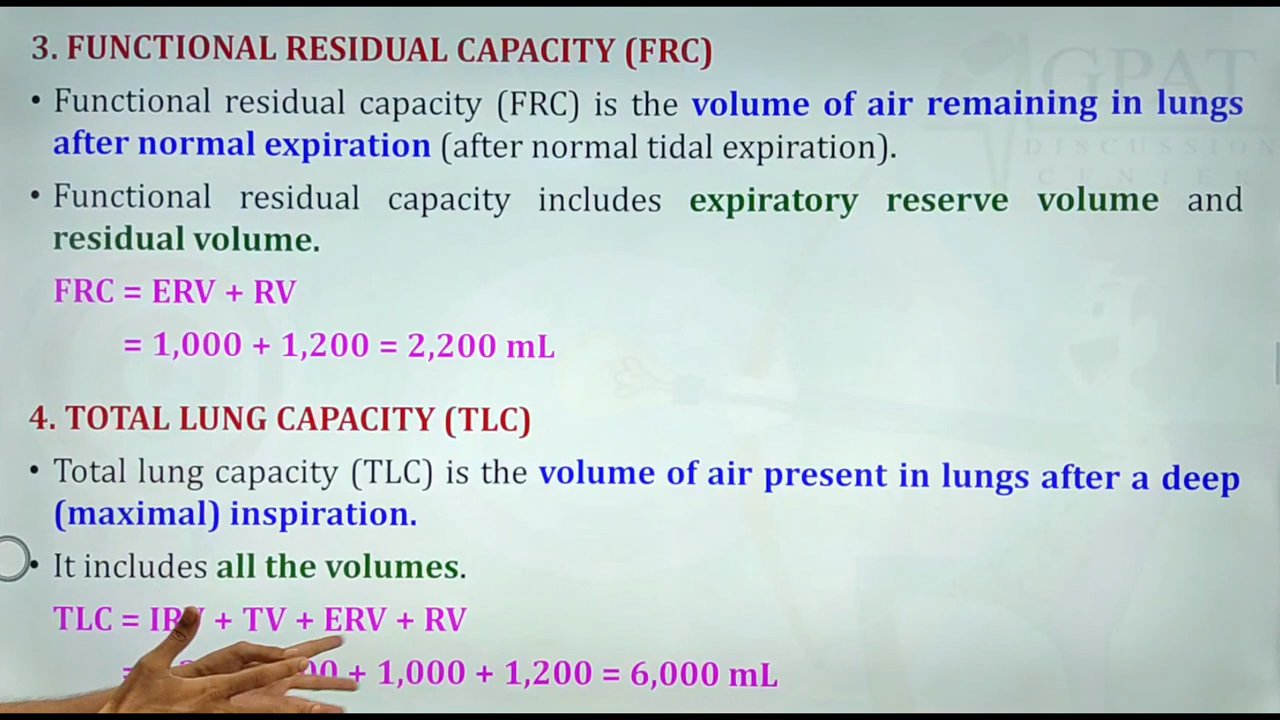 3. FUNCTIONAL RESIDUAL CAPACITY (FRC)
GPAT
DISCUSSION
CENTER
• Functional residual capacity (FRC) is the volume of air remaining in lungs
after normal expiration (after normal tidal expiration).
• Functional residual capacity includes expiratory reserve volume and
residual volume.
FRC = ERV + RV
= 1,000 + 1,200 = 2,200 mL
4. TOTAL LUNG CAPACITY (TLC)
• Total lung capacity (TLC) is the volume of air present in lungs after a deep
(maximal) inspiration.
• It includes all the volumes.
TLC = IRV + TV + ERV + RV
+ 1,000 + 1,200 = 6,000 mL